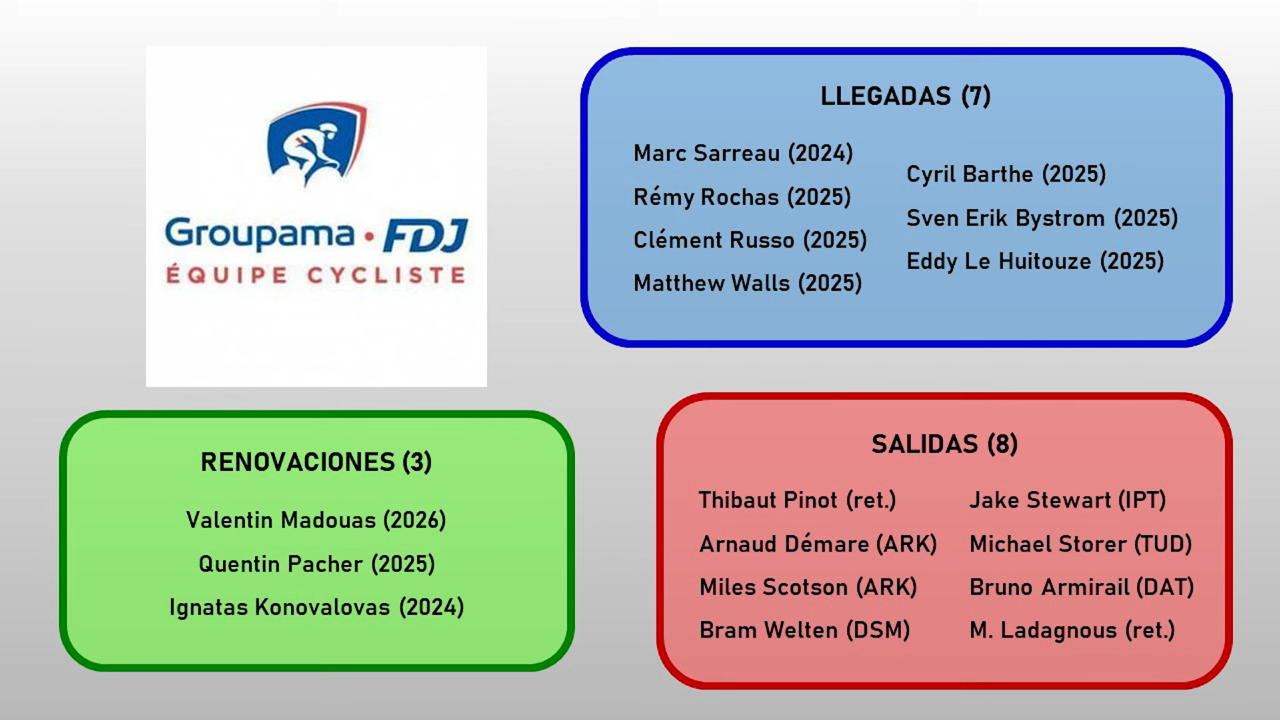 Groupama • FDJ
ÉQUIPE CYCLISTE
LLEGADAS (7)
Marc Sarreau (2024)
Rémy Rochas (2025)
Clément Russo (2025)
Matthew Walls (2025)
Cyril Barthe (2025)
Sven Erik Bystrom (2025)
Eddy Le Huitouze (2025)
RENOVACIONES (3)
Valentin Madouas (2026)
Quentin Pacher (2025)
Ignatas Konovalovas (2024)
SALIDAS (8)
Thibaut Pinot (ret.)
Arnaud Démare (ARK)
Miles Scotson (ARK)
Bram Welten (DSM)
Jake Stewart (IPT)
Michael Storer (TUD)
Bruno Armirail (DAT)
M. Ladagnous (ret.)